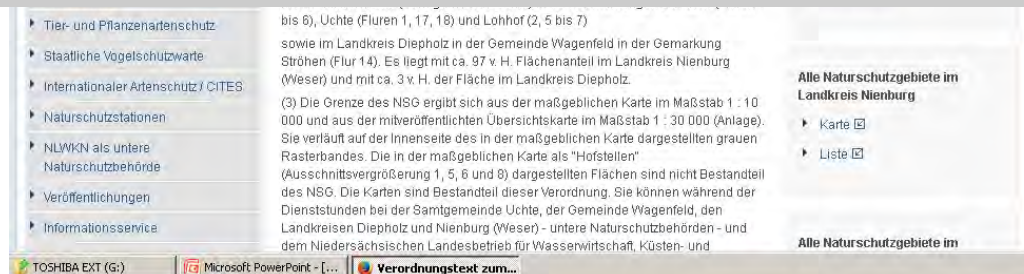 Tier- und Pflanzenartenschutz
Staatliche Vogelschutzwarte
Internationaler Artenschutz / CITES
Naturschutzstationen
NLWKN als untere
Naturschutzbehörde
Veröffentlichungen
Informationsservice
bis 6), Uchte (Fluren 1, 17, 18) und Lohhof (2, 5 bis 7)
sowie im Landkreis Diepholz in der Gemeinde Wagenfeld in der Gemarkung
Ströhen (Flur 14). Es liegt mit ca. 97 v. H. Flächenanteil im Landkreis Nienburg
(Weser) und mit ca. 3 v. H. der Fläche im Landkreis Diepholz.
(3) Die Grenze des NSG ergibt sich aus der maßgeblichen Karte im Maßstab 1 : 10
000 und aus der mitveröffentlichten Übersichtskarte im Maßstab 1 : 30 000 (Anlage).
Sie verläuft auf der Innenseite des in der maßgeblichen Karte dargestellten grauen
Rasterbandes. Die in der maßgeblichen Karte als "Hofstellen"
(Ausschnittsvergrößerung 1, 5, 6 und 8) dargestellten Flächen sind nicht Bestandteil
des NSG. Die Karten sind Bestandteil dieser Verordnung. Sie können während der
Dienststunden bei der Samtgemeinde Uchte, der Gemeinde Wagenfeld, den
Landkreisen Diepholz und Nienburg (Weser) - untere Naturschutzbehörden - und
dem Niedersächsischen Landesbetrieb für Wasserwirtschaft, Küsten- und
Alle Naturschutzgebiete im
Landkreis Nienburg
Karte
Liste
Alle Naturschutzgebiete im
TOSHIBA EXT (G:)
Microsoft PowerPoint - [...
Verordnungstext zum...